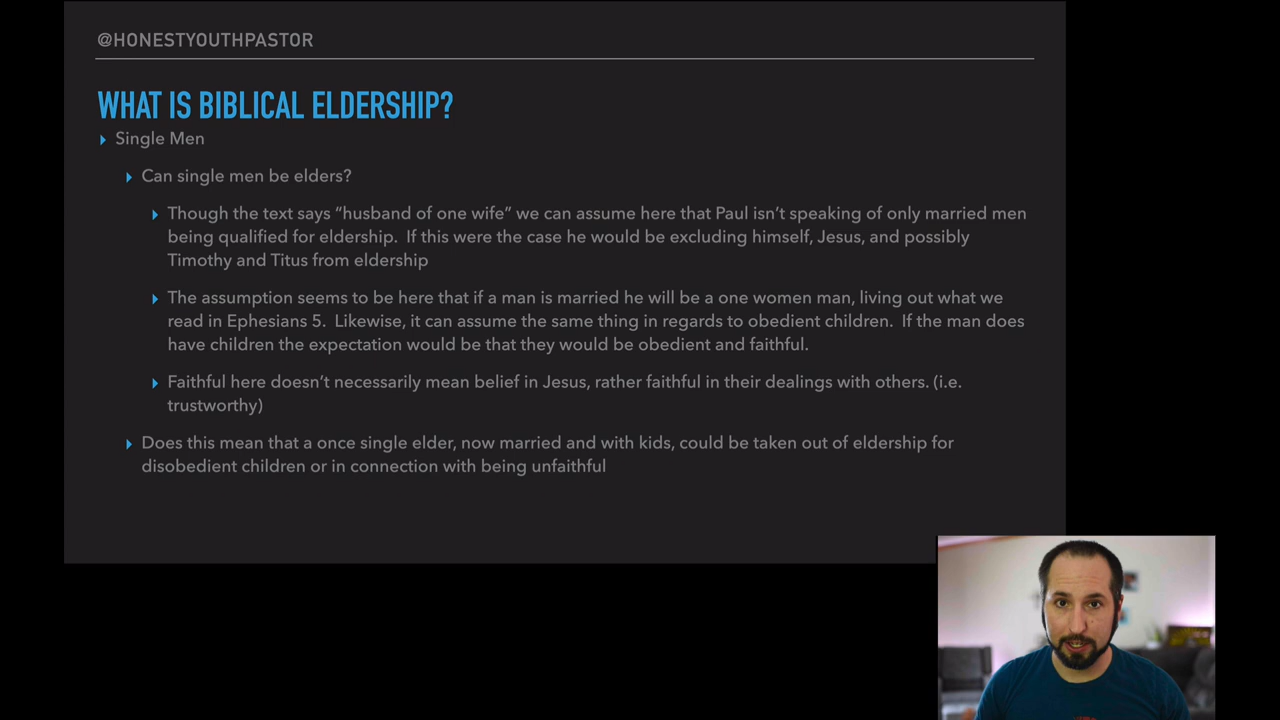 @HONESTYOUTHPASTOR
WHAT IS BIBLICAL ELDERSHIP?
Single Men
Can single men be elders?
Though the text says “husband of one wife” we can assume here that Paul isn’t speaking of only married men
being qualified for eldership. If this were the case he would be excluding himself, Jesus, and possibly
Timothy and Titus from eldership
The assumption seems to be here that if a man is married he will be a one women man, living out what we
read in Ephesians 5. Likewise, it can assume the same thing in regards to obedient children. If the man does
have children the expectation would be that they would be obedient and faithful.
Faithful here doesn’t necessarily mean belief in Jesus, rather faithful in their dealings with others. (i.e.
trustworthy)
Does this mean that a once single elder, now married and with kids, could be taken out of eldership for
disobedient children or in connection with being unfaithful